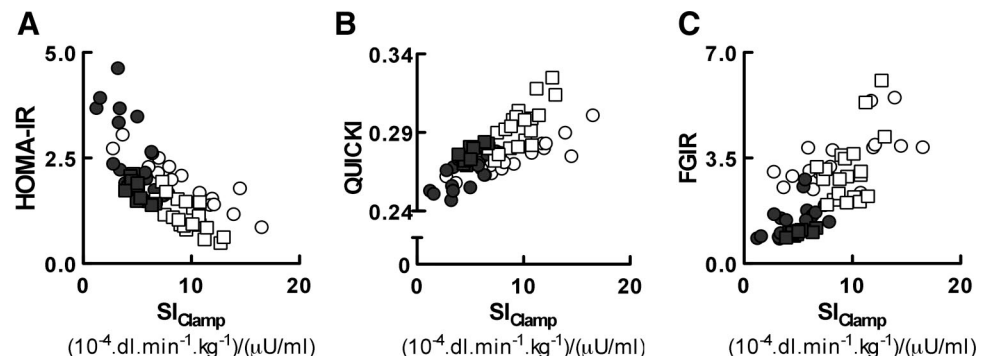 A
B
C
HOMA-IR
5.0
2.5
0.0
0
10
20
SI_Clamp
(10⁻⁴.dl.min⁻¹.kg⁻¹)/(μU/ml)
QUICKI
0.34
0.29
0.24
0
0
10
20
SI_Clamp
(10⁻⁴.dl.min⁻¹.kg⁻¹)/(μU/ml)
FGIR
7.0
3.5
0.0
0
10
20
SI_Clamp
(10⁻⁴.dl.min⁻¹.kg⁻¹)/(μU/ml)